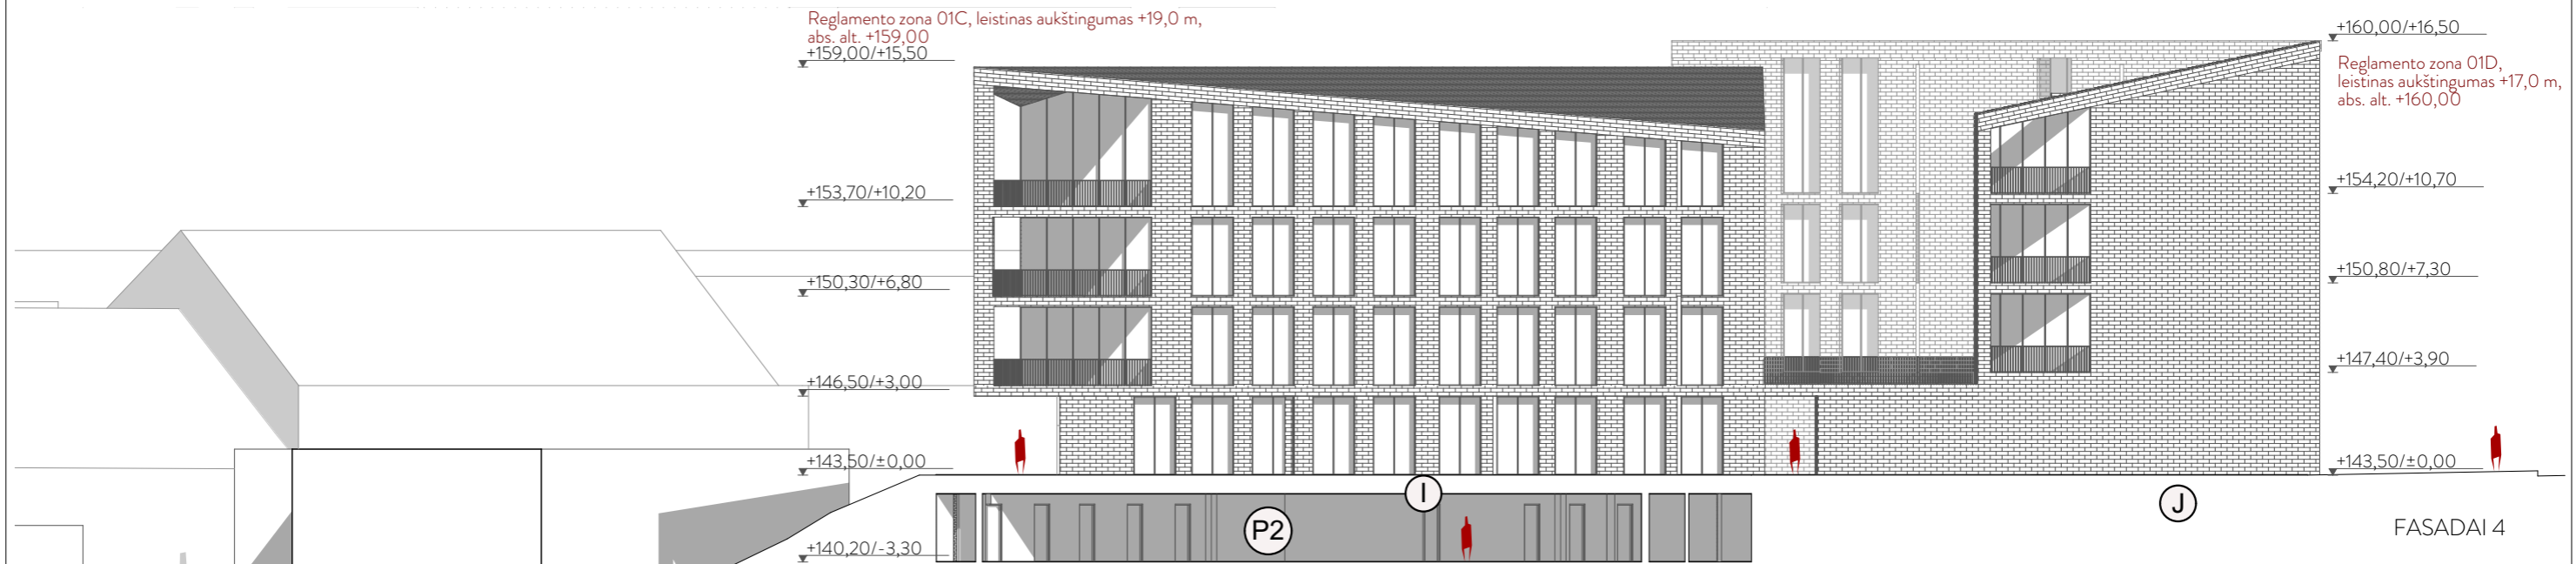 Reglamento zona 01C, leistinas aukštingumas +19,0 m,
abs. alt. +159,00
+159,00/+15,50
+153,70/+10,20
+150,30/+6,80
+146,50/+3,00
+143,50/±0,00
+140,20/-3,30
P2
I
J
+160,00/+16,50
Reglamento zona 01D,
leistinas aukštingumas +17,0 m,
abs. alt. +160,00
+154,20/+10,70
+150,80/+7,30
+147,40/+3,90
+143,50/±0,00
FASADAI 4